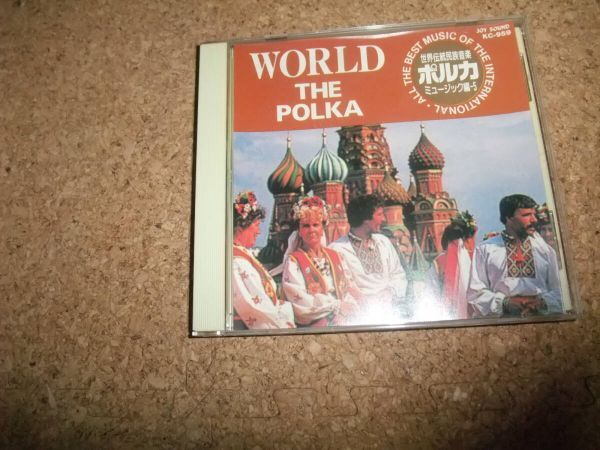 WORLD
THE
POLKA
JOY SOUND
KC-959
ALL THE BEST MUSIC OF THE INTERNATIONAL・
世界伝統民族音楽
ポルカ
ミュージック編-5